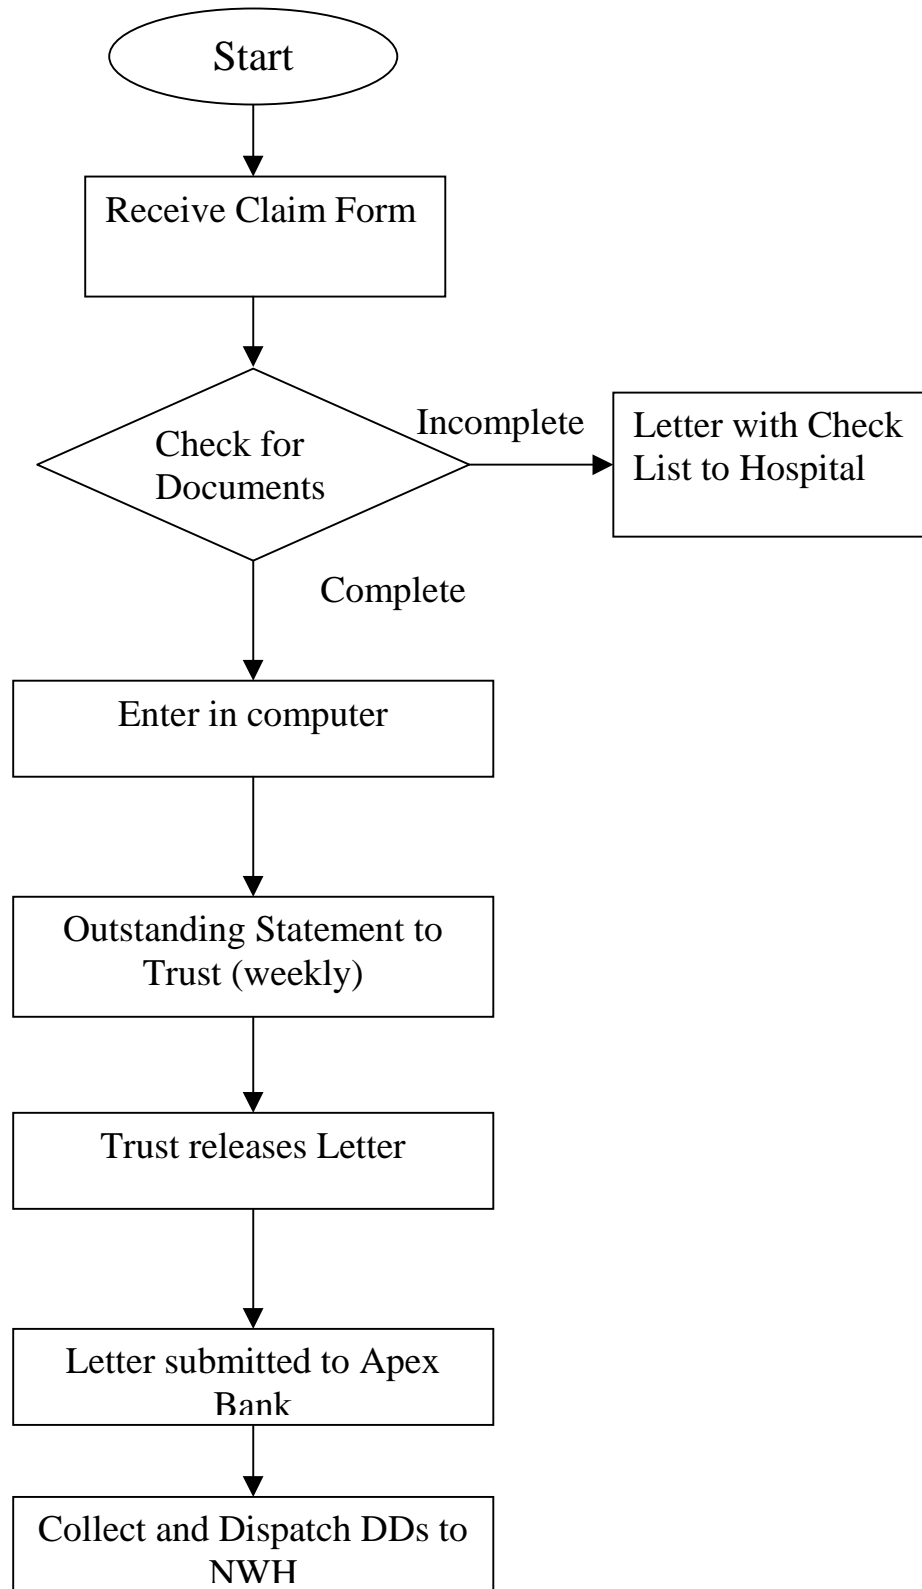 Start
Receive Claim Form
Check for
Documents
Incomplete
Letter with Check
List to Hospital
Complete
Enter in computer
Outstanding Statement to
Trust (weekly)
Trust releases Letter
Letter submitted to Apex
Bank
Collect and Dispatch DDs to
NWH